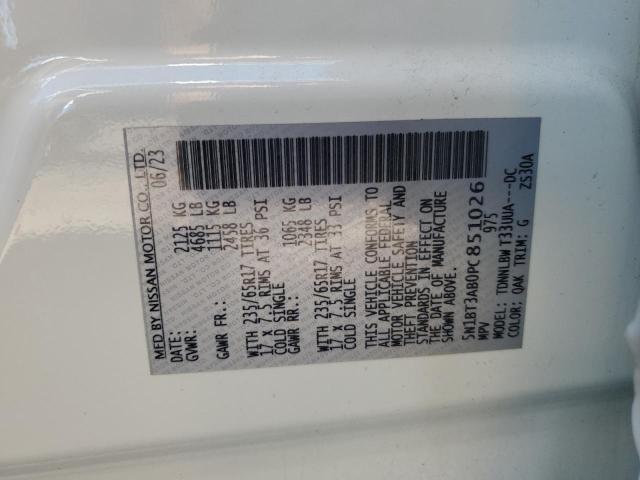 MFD BY NISSAN MOTOR CO., LTD.
DATE: 06/23
GVWR: 2125 KG
4685 LB
GAWR FR: 1115 KG
2458 LB
WITH 235/65R17 TIRES
17 X 7.5 RIMS AT 36 PSI
COLD SINGLE
GAWR RR: 1065 KG
2348 LB
WITH 235/65R17 TIRES
17 X 7.5 RIMS AT 33 PSI
COLD SINGLE
THIS VEHICLE CONFORMS TO
ALL APPLICABLE FEDERAL
MOTOR VEHICLE SAFETY AND
THEFT PREVENTION
STANDARDS IN EFFECT ON
THE DATE OF MANUFACTURE
SHOWN ABOVE.
5N1BT3AB0PC851026
MPV 975
MODEL: TDNNLBW T33UUA---DC
COLOR: QAK TRIM: G ZS30A